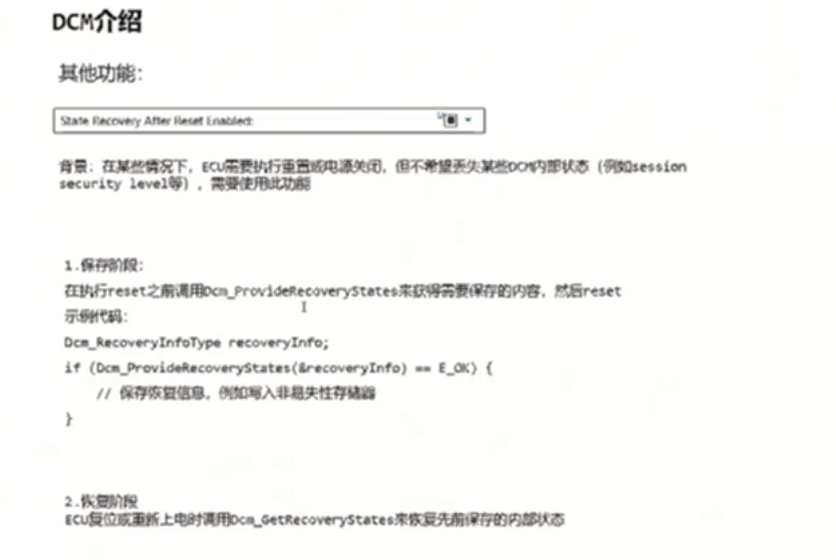 DCM介绍
其他功能：
State Recovery After Reset Enabled:
背景：在某些情况下，ECU需要执行重置或电源关闭，但不希望丢失某些DCM内部状态（例如session
security level等），需要使用此功能
1.保存阶段：
在执行reset之前调用Dcm_ProvideRecoveryStates来获得需要保存的内容，然后reset
示例代码：
Dcm_RecoveryInfoType recoveryInfo;
if (Dcm_ProvideRecoveryStates(&recoveryInfo) == E_OK) {
// 保存恢复信息，例如写入非易失性存储器
}
2.恢复阶段
ECU复位或重新上电时调用Dcm_GetRecoveryStates来恢复先前保存的内部状态